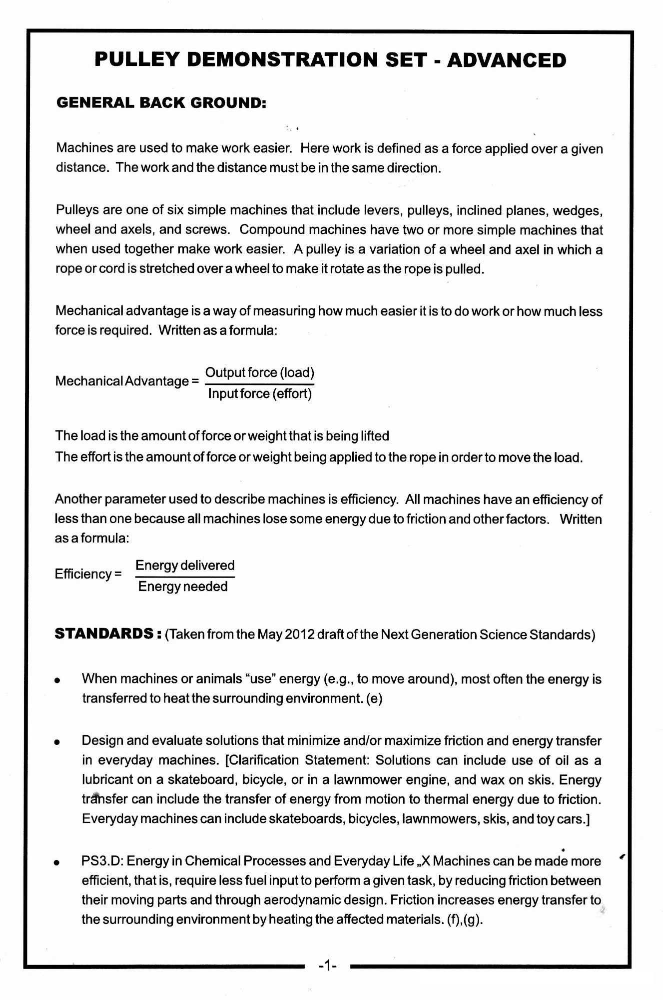 PULLEY DEMONSTRATION SET - ADVANCED
GENERAL BACK GROUND:
Machines are used to make work easier. Here work is defined as a force applied over a given
distance. The work and the distance must be in the same direction.
Pulleys are one of six simple machines that include levers, pulleys, inclined planes, wedges,
wheel and axels, and screws. Compound machines have two or more simple machines that
when used together make work easier. A pulley is a variation of a wheel and axel in which a
rope or cord is stretched over a wheel to make it rotate as the rope is pulled.
Mechanical advantage is a way of measuring how much easier it is to do work or how much less
force is required. Written as a formula:
Mechanical Advantage =
Output force (load)
Input force (effort)
The load is the amount of force or weight that is being lifted
The effort is the amount of force or weight being applied to the rope in order to move the load.
Another parameter used to describe machines is efficiency. All machines have an efficiency of
less than one because all machines lose some energy due to friction and other factors. Written
as a formula:
Efficiency =
Energy delivered
Energy needed
STANDARDS : (Taken from the May 2012 draft of the Next Generation Science Standards)
• When machines or animals “use” energy (e.g., to move around), most often the energy is
transferred to heat the surrounding environment. (e)
• Design and evaluate solutions that minimize and/or maximize friction and energy transfer
in everyday machines. [Clarification Statement: Solutions can include use of oil as a
lubricant on a skateboard, bicycle, or in a lawnmower engine, and wax on skis. Energy
transfer can include the transfer of energy from motion to thermal energy due to friction.
Everyday machines can include skateboards, bicycles, lawnmowers, skis, and toy cars.]
• PS3.D: Energy in Chemical Processes and Everyday Life „X Machines can be made more
efficient, that is, require less fuel input to perform a given task, by reducing friction between
their moving parts and through aerodynamic design. Friction increases energy transfer to
the surrounding environment by heating the affected materials. (f),(g).
-1-